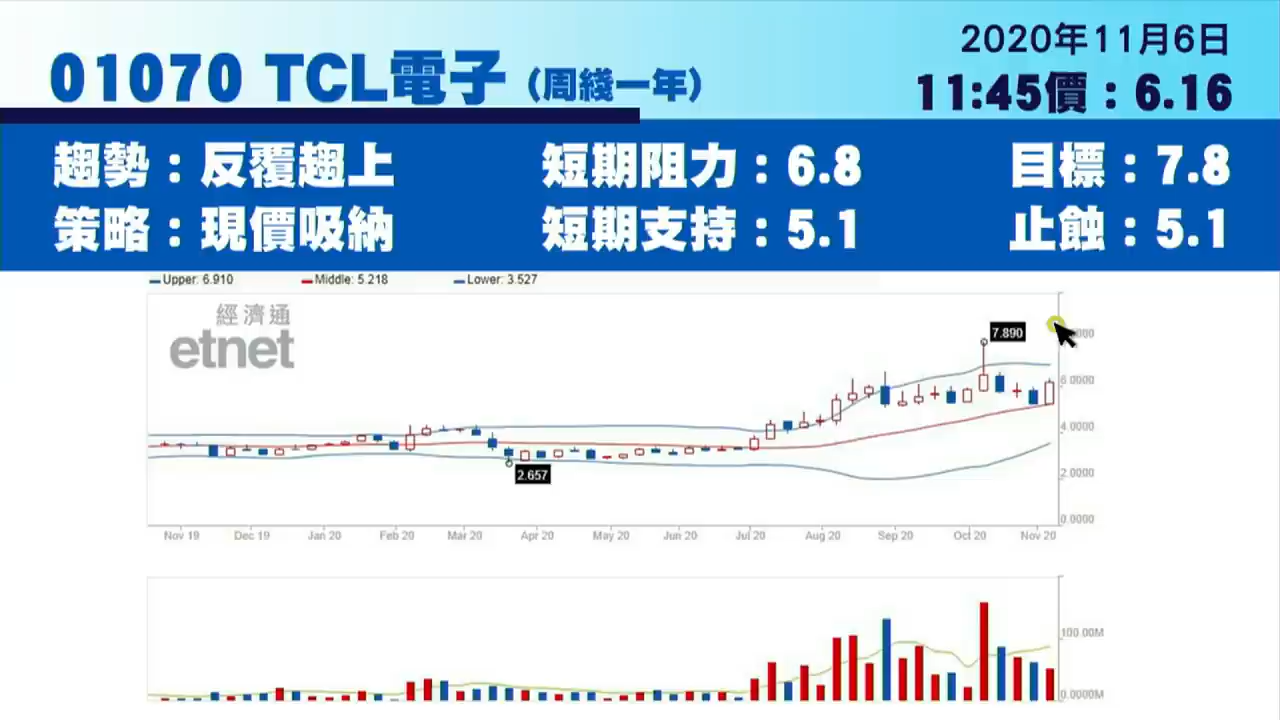 01070 TCL電子 (周綫一年)
2020年11月6日
11:45價：6.16
趨勢：反覆趨上
短期阻力：6.8
目標：7.8
策略：現價吸納
短期支持：5.1
止蝕：5.1
Upper: 6.910 Middle: 5.218 Lower: 3.527
經濟通
etnet
7.890
6.0000
4.0000
2.657
2.0000
0.0000
Nov 19 Dec 19 Jan 20 Feb 20 Mar 20 Apr 20 May 20 Jun 20 Jul 20 Aug 20 Sep 20 Oct 20 Nov 20
100.00M
0.0000M